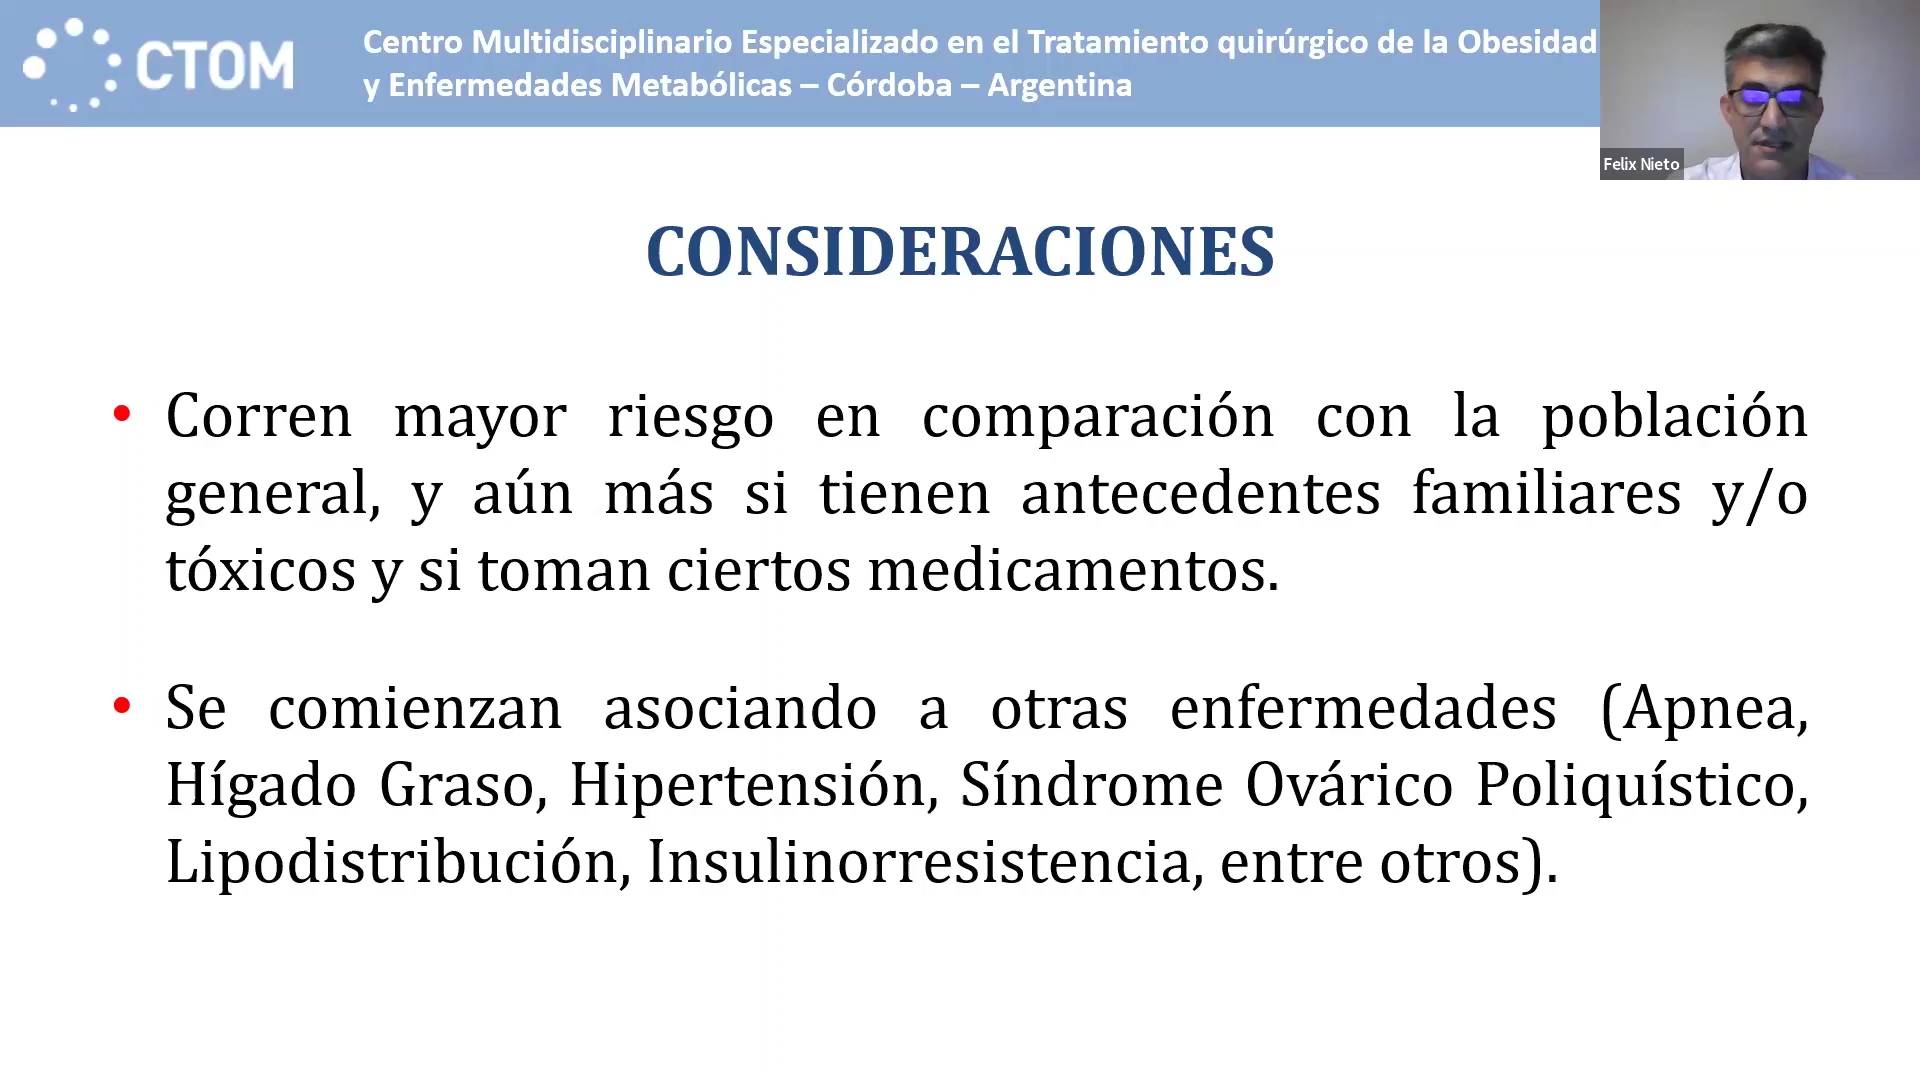 CTOM
Centro Multidisciplinario Especializado en el Tratamiento quirúrgico de la Obesidad
y Enfermedades Metabólicas – Córdoba – Argentina
Felix Nieto
CONSIDERACIONES
• Corren mayor riesgo en comparación con la población
general, y aún más si tienen antecedentes familiares y/o
tóxicos y si toman ciertos medicamentos.
• Se comienzan asociando a otras enfermedades (Apnea,
Hígado Graso, Hipertensión, Síndrome Ovárico Poliquístico,
Lipodistribución, Insulinorresistencia, entre otros).